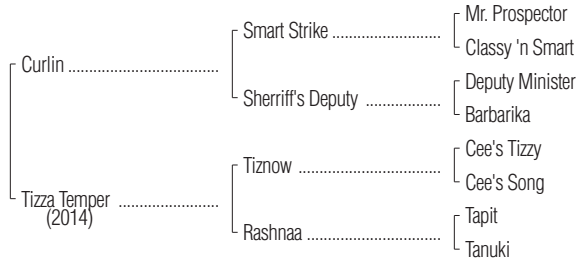 Mr. Prospector
Smart Strike ........................
Classy 'n Smart
Curlin .................................
Deputy Minister
Sherriff's Deputy ................
Barbarika
Cee's Tizzy
Tiznow ................................
Cee's Song
Tizza Temper ......................
(2014)
Tapit
Rashnaa ..............................
Tanuki